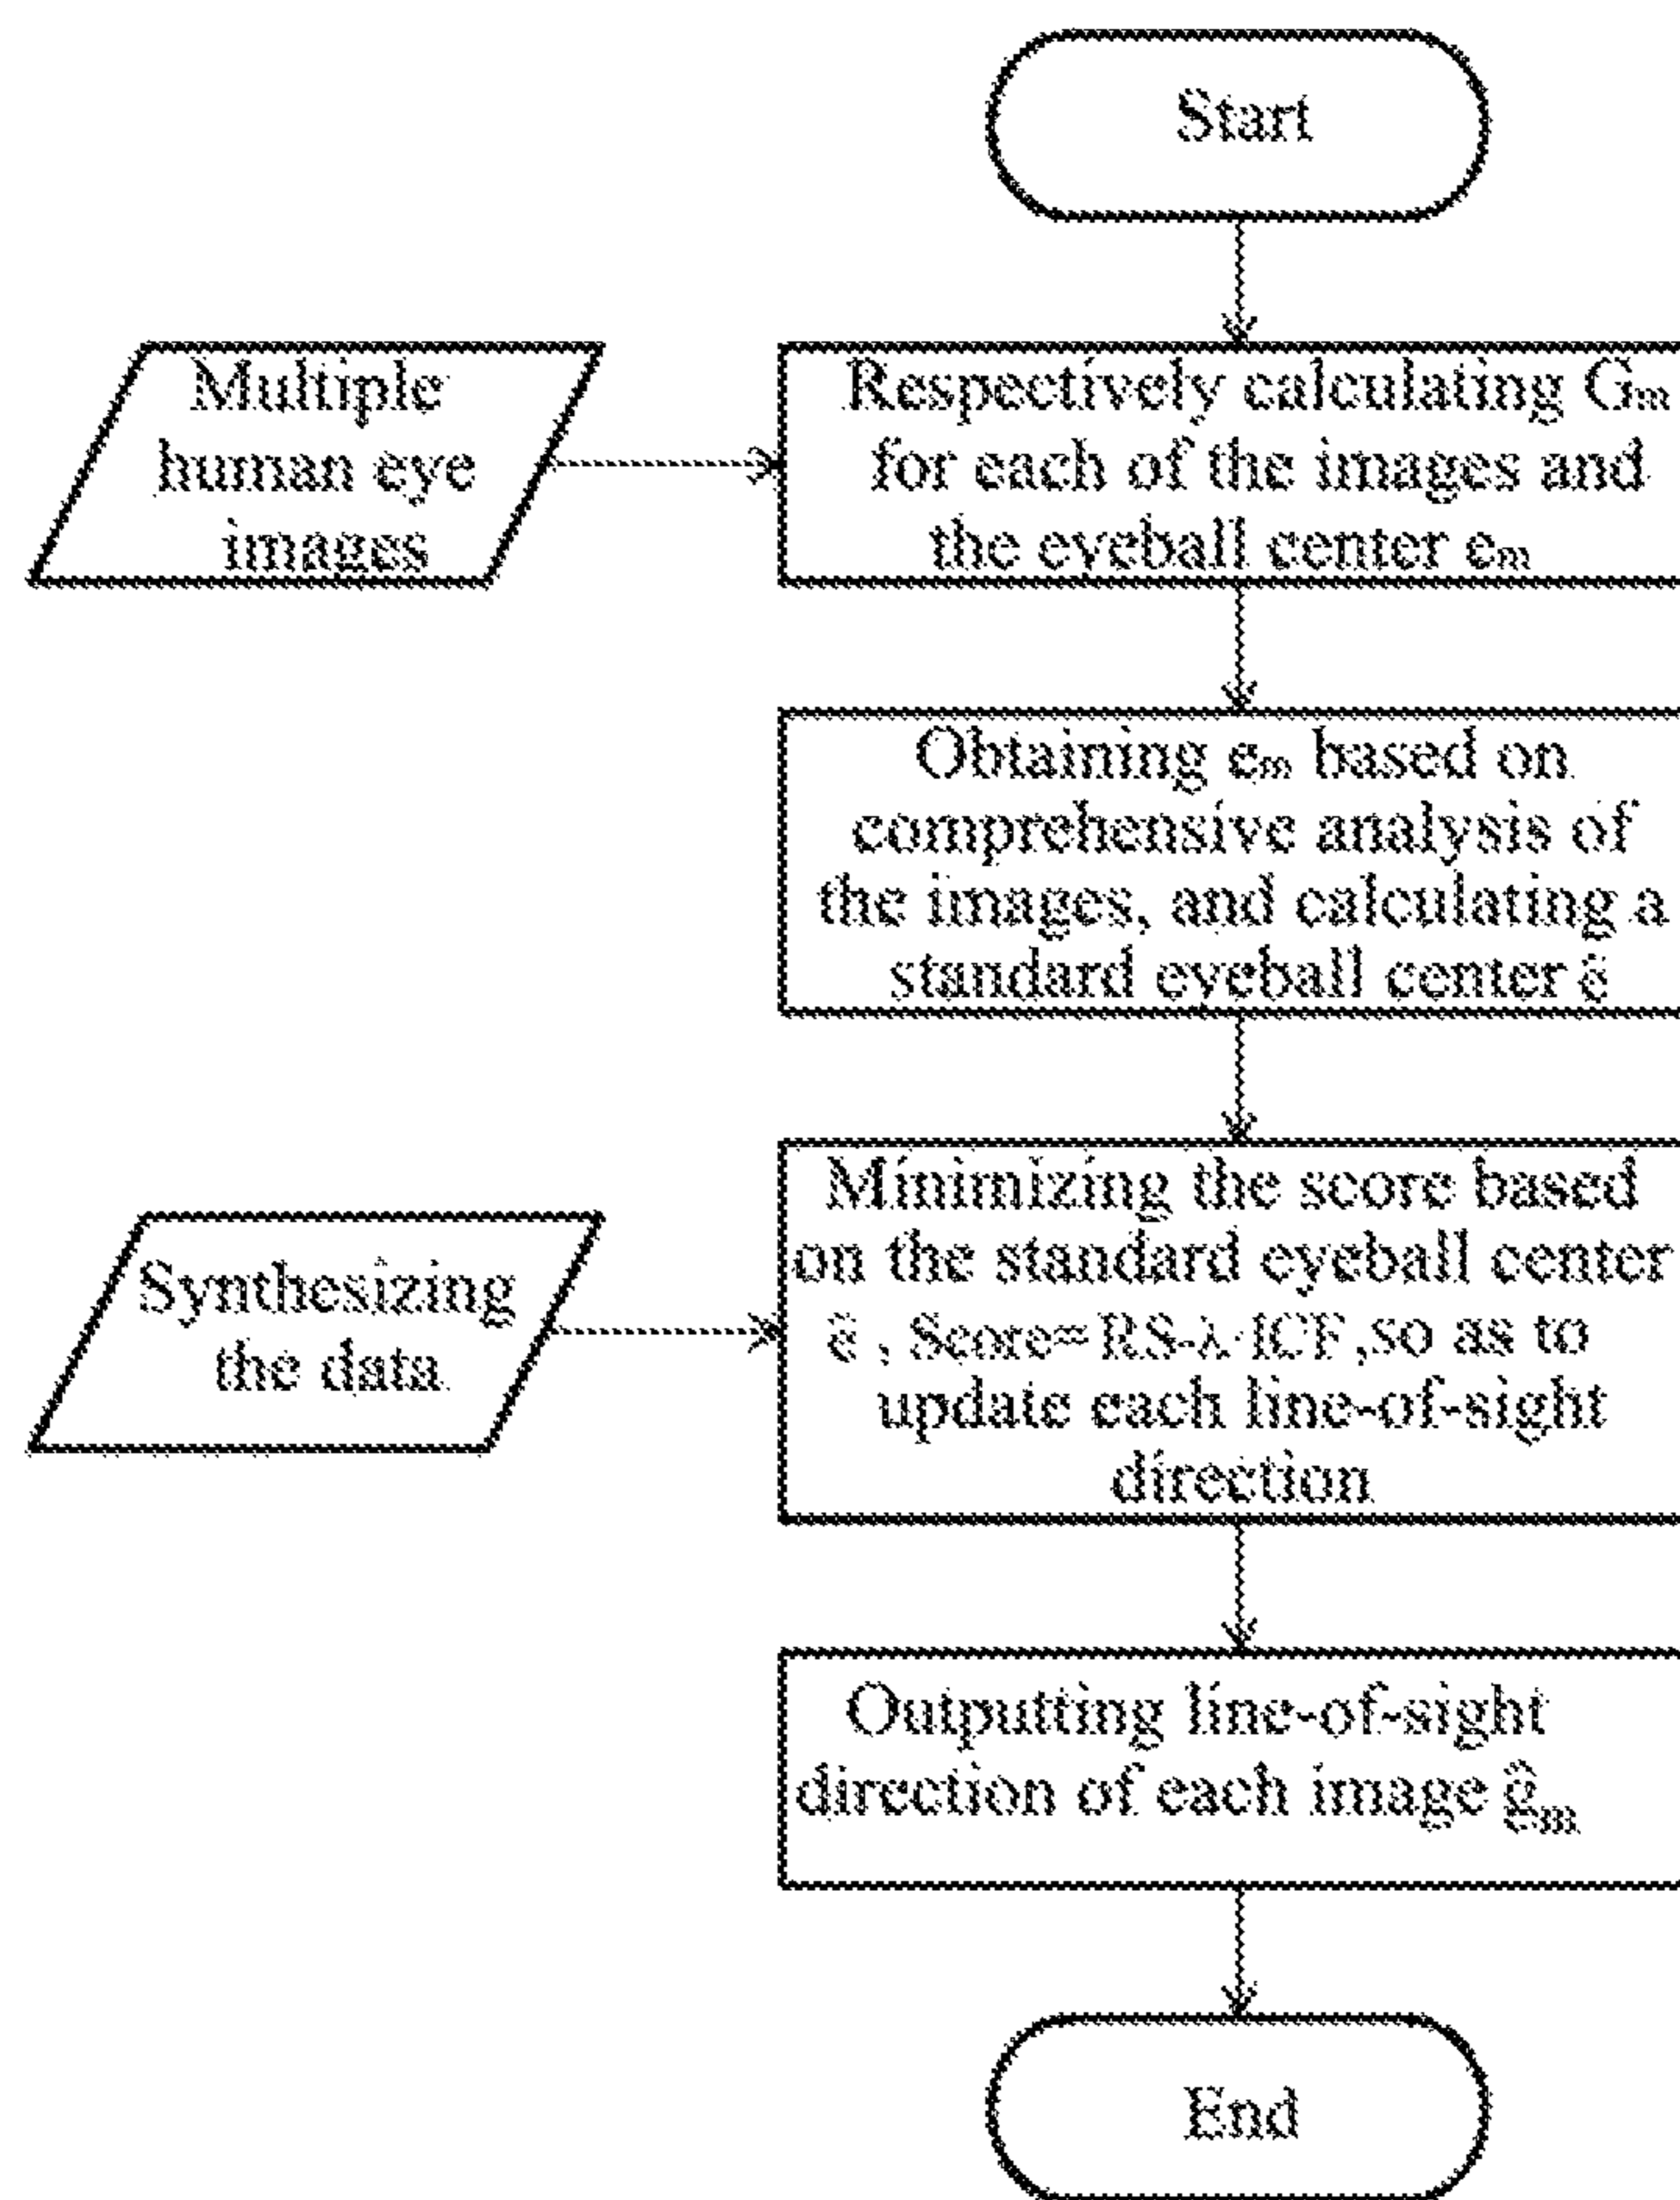 Start
Multiple
human eye
images
Respectively calculating Gm
for each of the images and
the eyeball center em
Obtaining em based on
comprehensive analysis of
the images, and calculating a
standard eyeball center ê
Synthesizing
the data
Minimizing the score based
on the standard eyeball center
ê , Score=RS-λ·ICF,so as to
update each line-of-sight
direction
Outputting line-of-sight
direction of each image ĝm
End